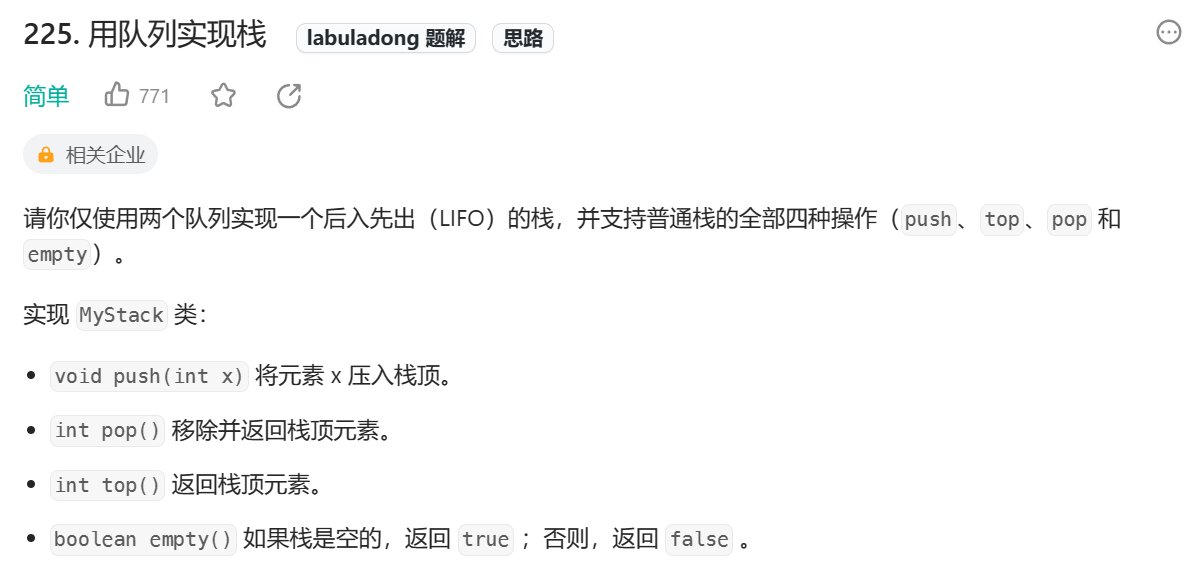 225. 用队列实现栈 labuladong 题解 思路
简单 771
相关企业
请你仅使用两个队列实现一个后入先出（LIFO）的栈，并支持普通栈的全部四种操作（push、top、pop 和
empty）。
实现 MyStack 类：
• void push(int x) 将元素 x 压入栈顶。
• int pop() 移除并返回栈顶元素。
• int top() 返回栈顶元素。
• boolean empty() 如果栈是空的，返回 true ；否则，返回 false 。